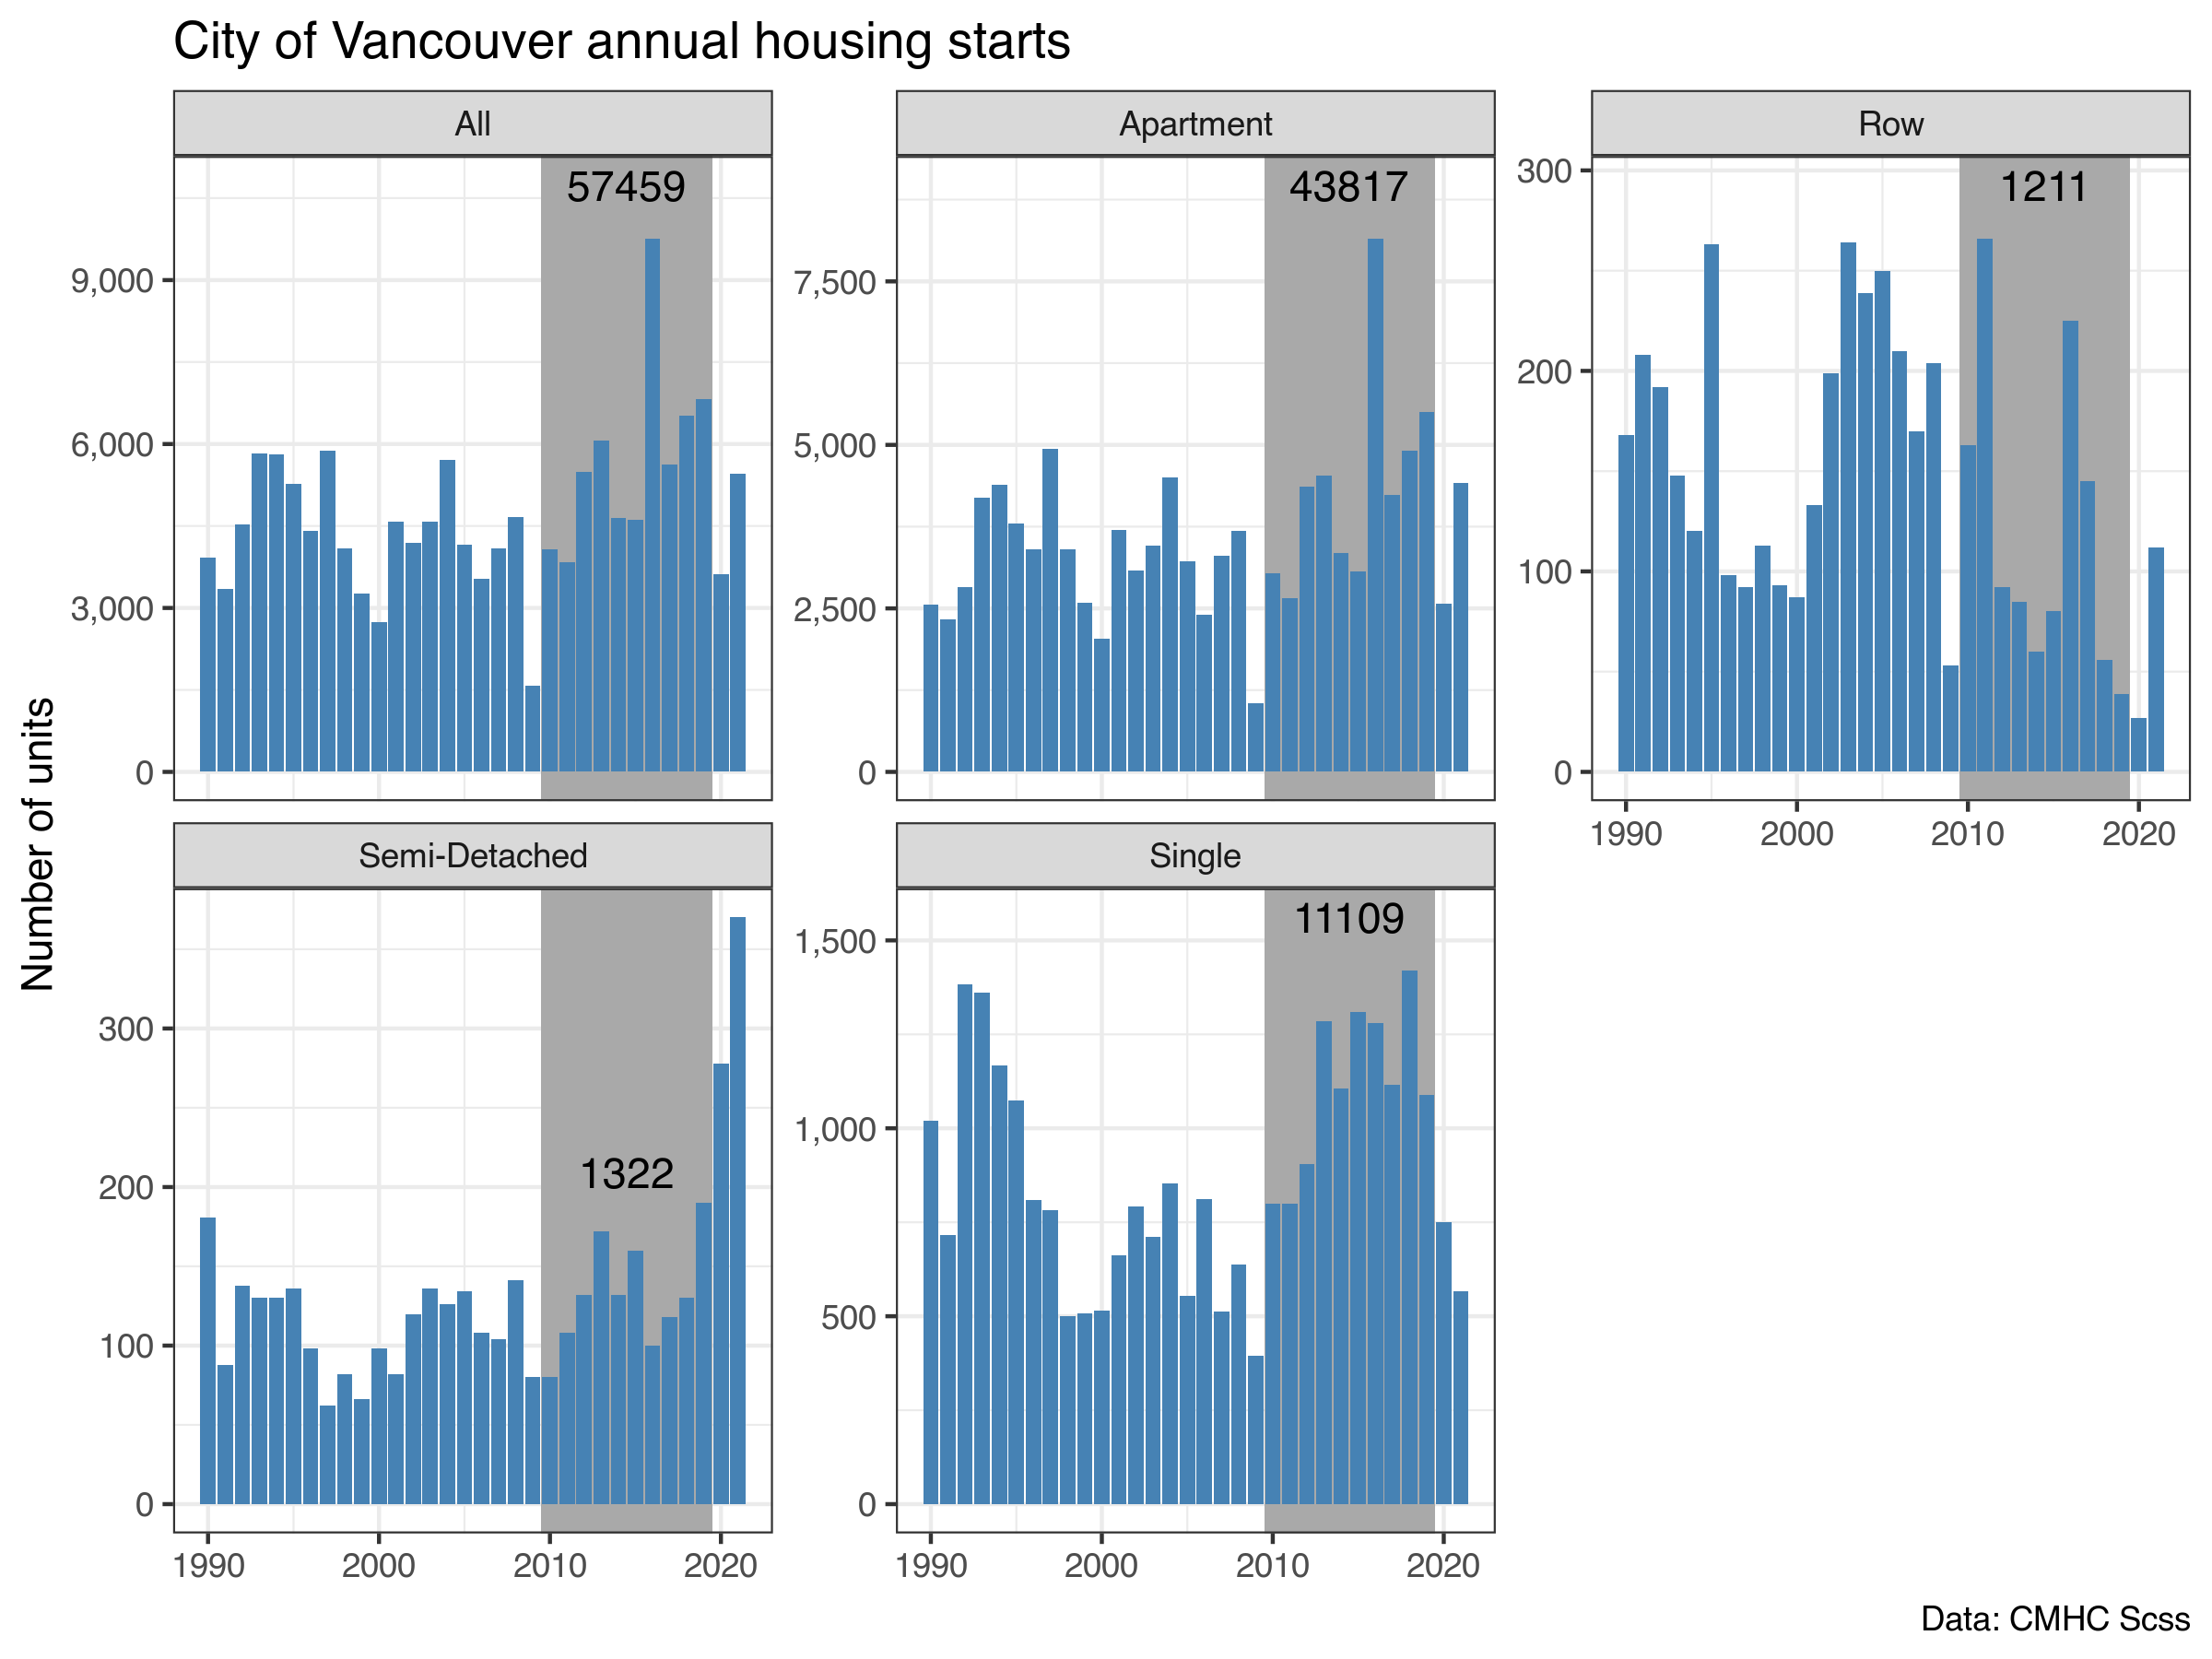 City of Vancouver annual housing starts
All
Apartment
Row
57459
43817
1211
9,000
6,000
3,000
0
7,500
5,000
2,500
0
300
200
100
0
1990 2000 2010 2020
Number of units
Semi-Detached
Single
1322
11109
300
200
100
0
1,500
1,000
500
0
1990 2000 2010 2020
1990 2000 2010 2020
Data: CMHC Scss